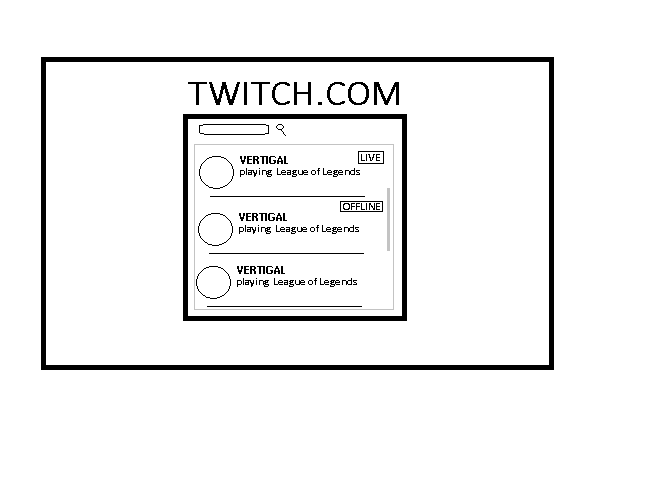 TWITCH.COM
VERTIGAL
LIVE
playing League of Legends
OFFLINE
VERTIGAL
playing League of Legends
VERTIGAL
playing League of Legends